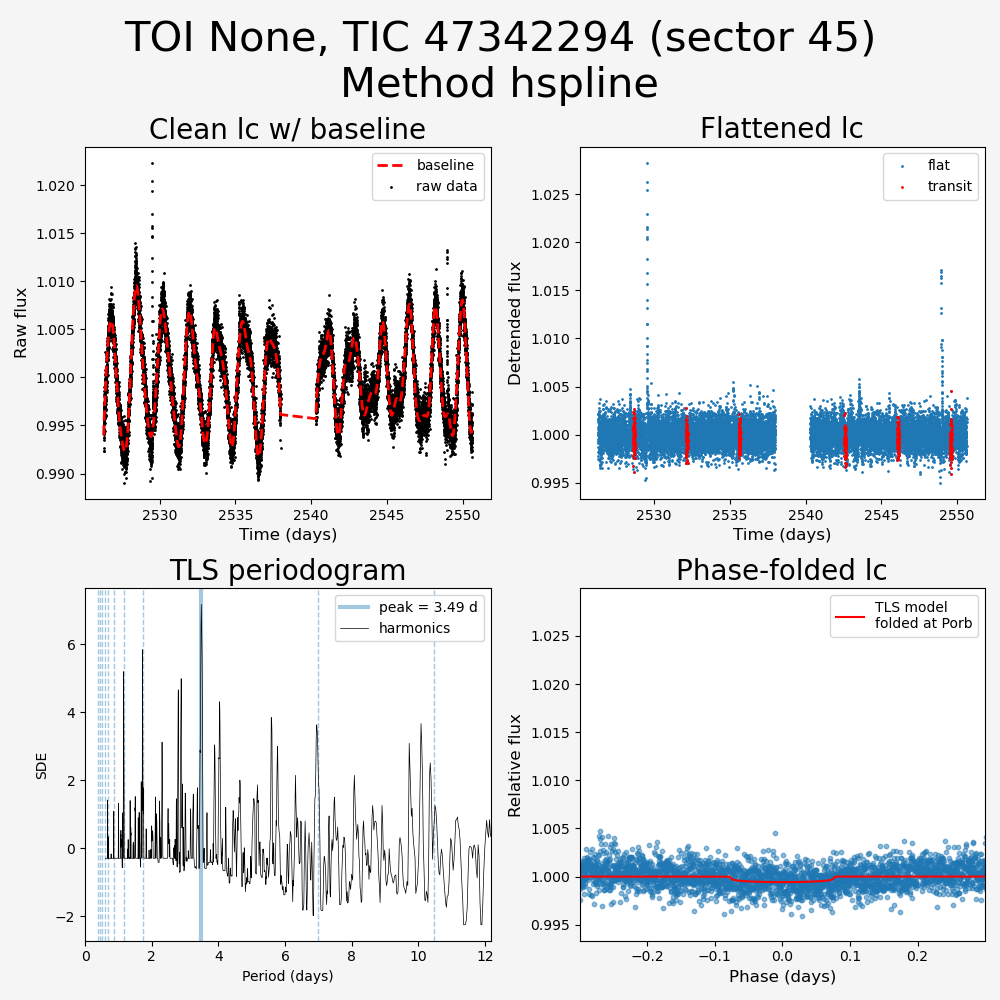 TOI None, TIC 47342294 (sector 45)
Method hspline
Clean lc w/ baseline
Flattened lc
baseline
raw data
flat
transit
1.020
1.015
1.010
1.005
1.000
0.995
0.990
Raw flux
2530
2535
2540
2545
2550
Time (days)
1.025
1.020
1.015
1.010
1.005
1.000
0.995
Detrended flux
2530
2535
2540
2545
2550
Time (days)
TLS periodogram
Phase-folded lc
peak = 3.49 d
harmonics
6
4
2
0
−2
SDE
0
2
4
6
8
10
12
Period (days)
TLS model
folded at Porb
1.025
1.020
1.015
1.010
1.005
1.000
0.995
Relative flux
−0.2
−0.1
0.0
0.1
0.2
Phase (days)